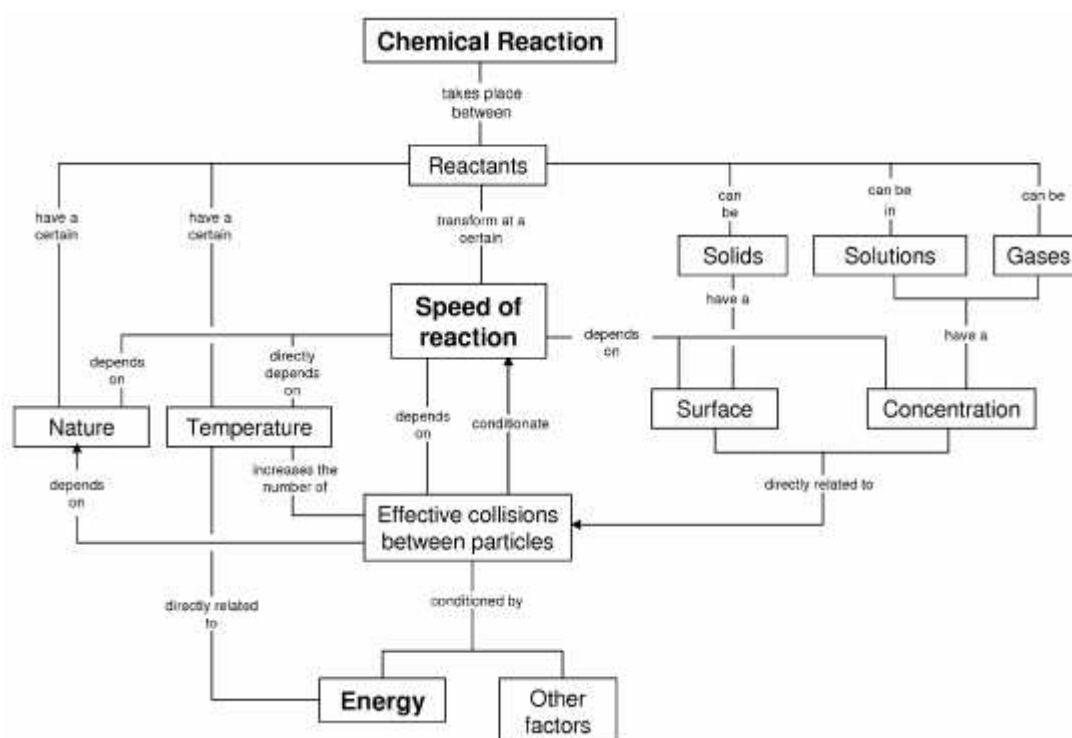 Chemical Reaction
takes place
between
Reactants
have a
certain
have a
certain
transform at a
certain
can
be
can be
in
can be
Solids
Solutions
Gases
have a
Speed of
reaction
depends
on
have a
depends
on
directly
depends
on
Nature
Temperature
depends
on
conditionate
Surface
Concentration
depends
on
increases the
number of
directly related to
Effective collisions
between particles
directly related
to
conditioned by
Energy
Other
factors